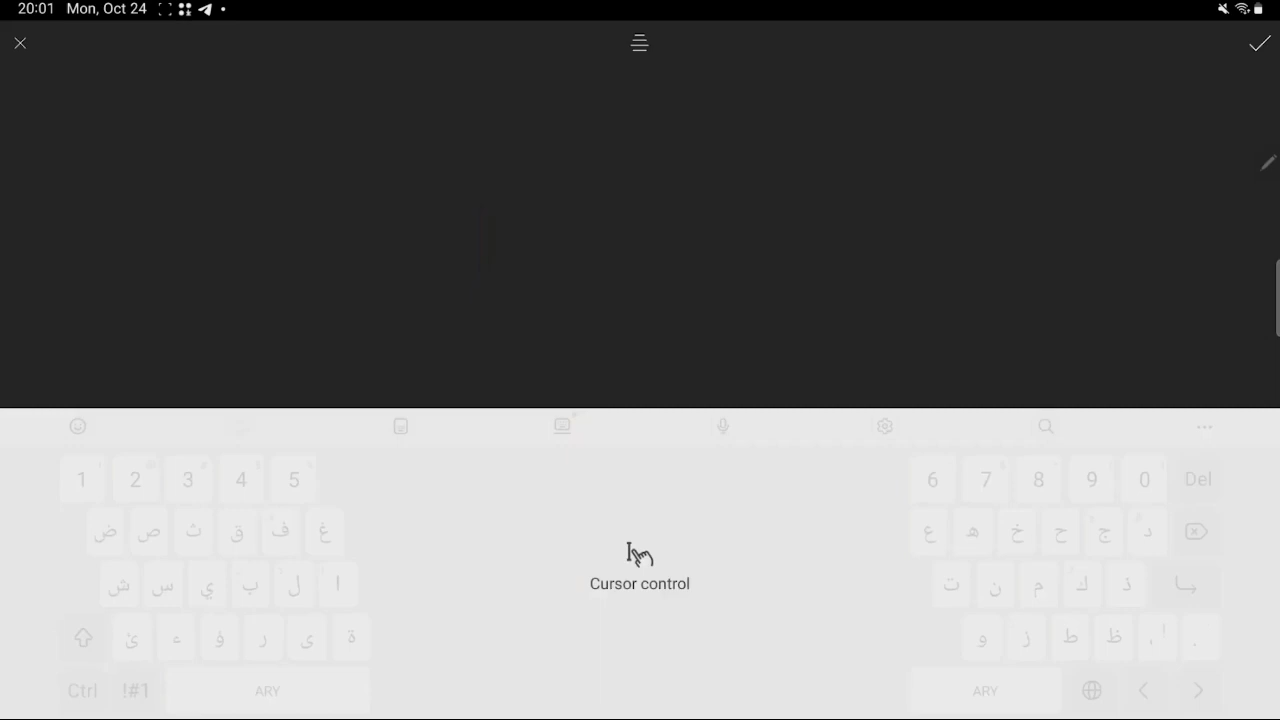 20:01 Mon, Oct 24
1 2 3 4 5 6 7 8 9 0 Del
ض ص ث ق ف غ ع ه خ ح ج د
ش س ي ب ل ا ت ن م ك ذ
Cursor control
ئ ء ؤ ر ى ة و ز ط ظ ، ! .
Ctrl !#1 ARY ARY